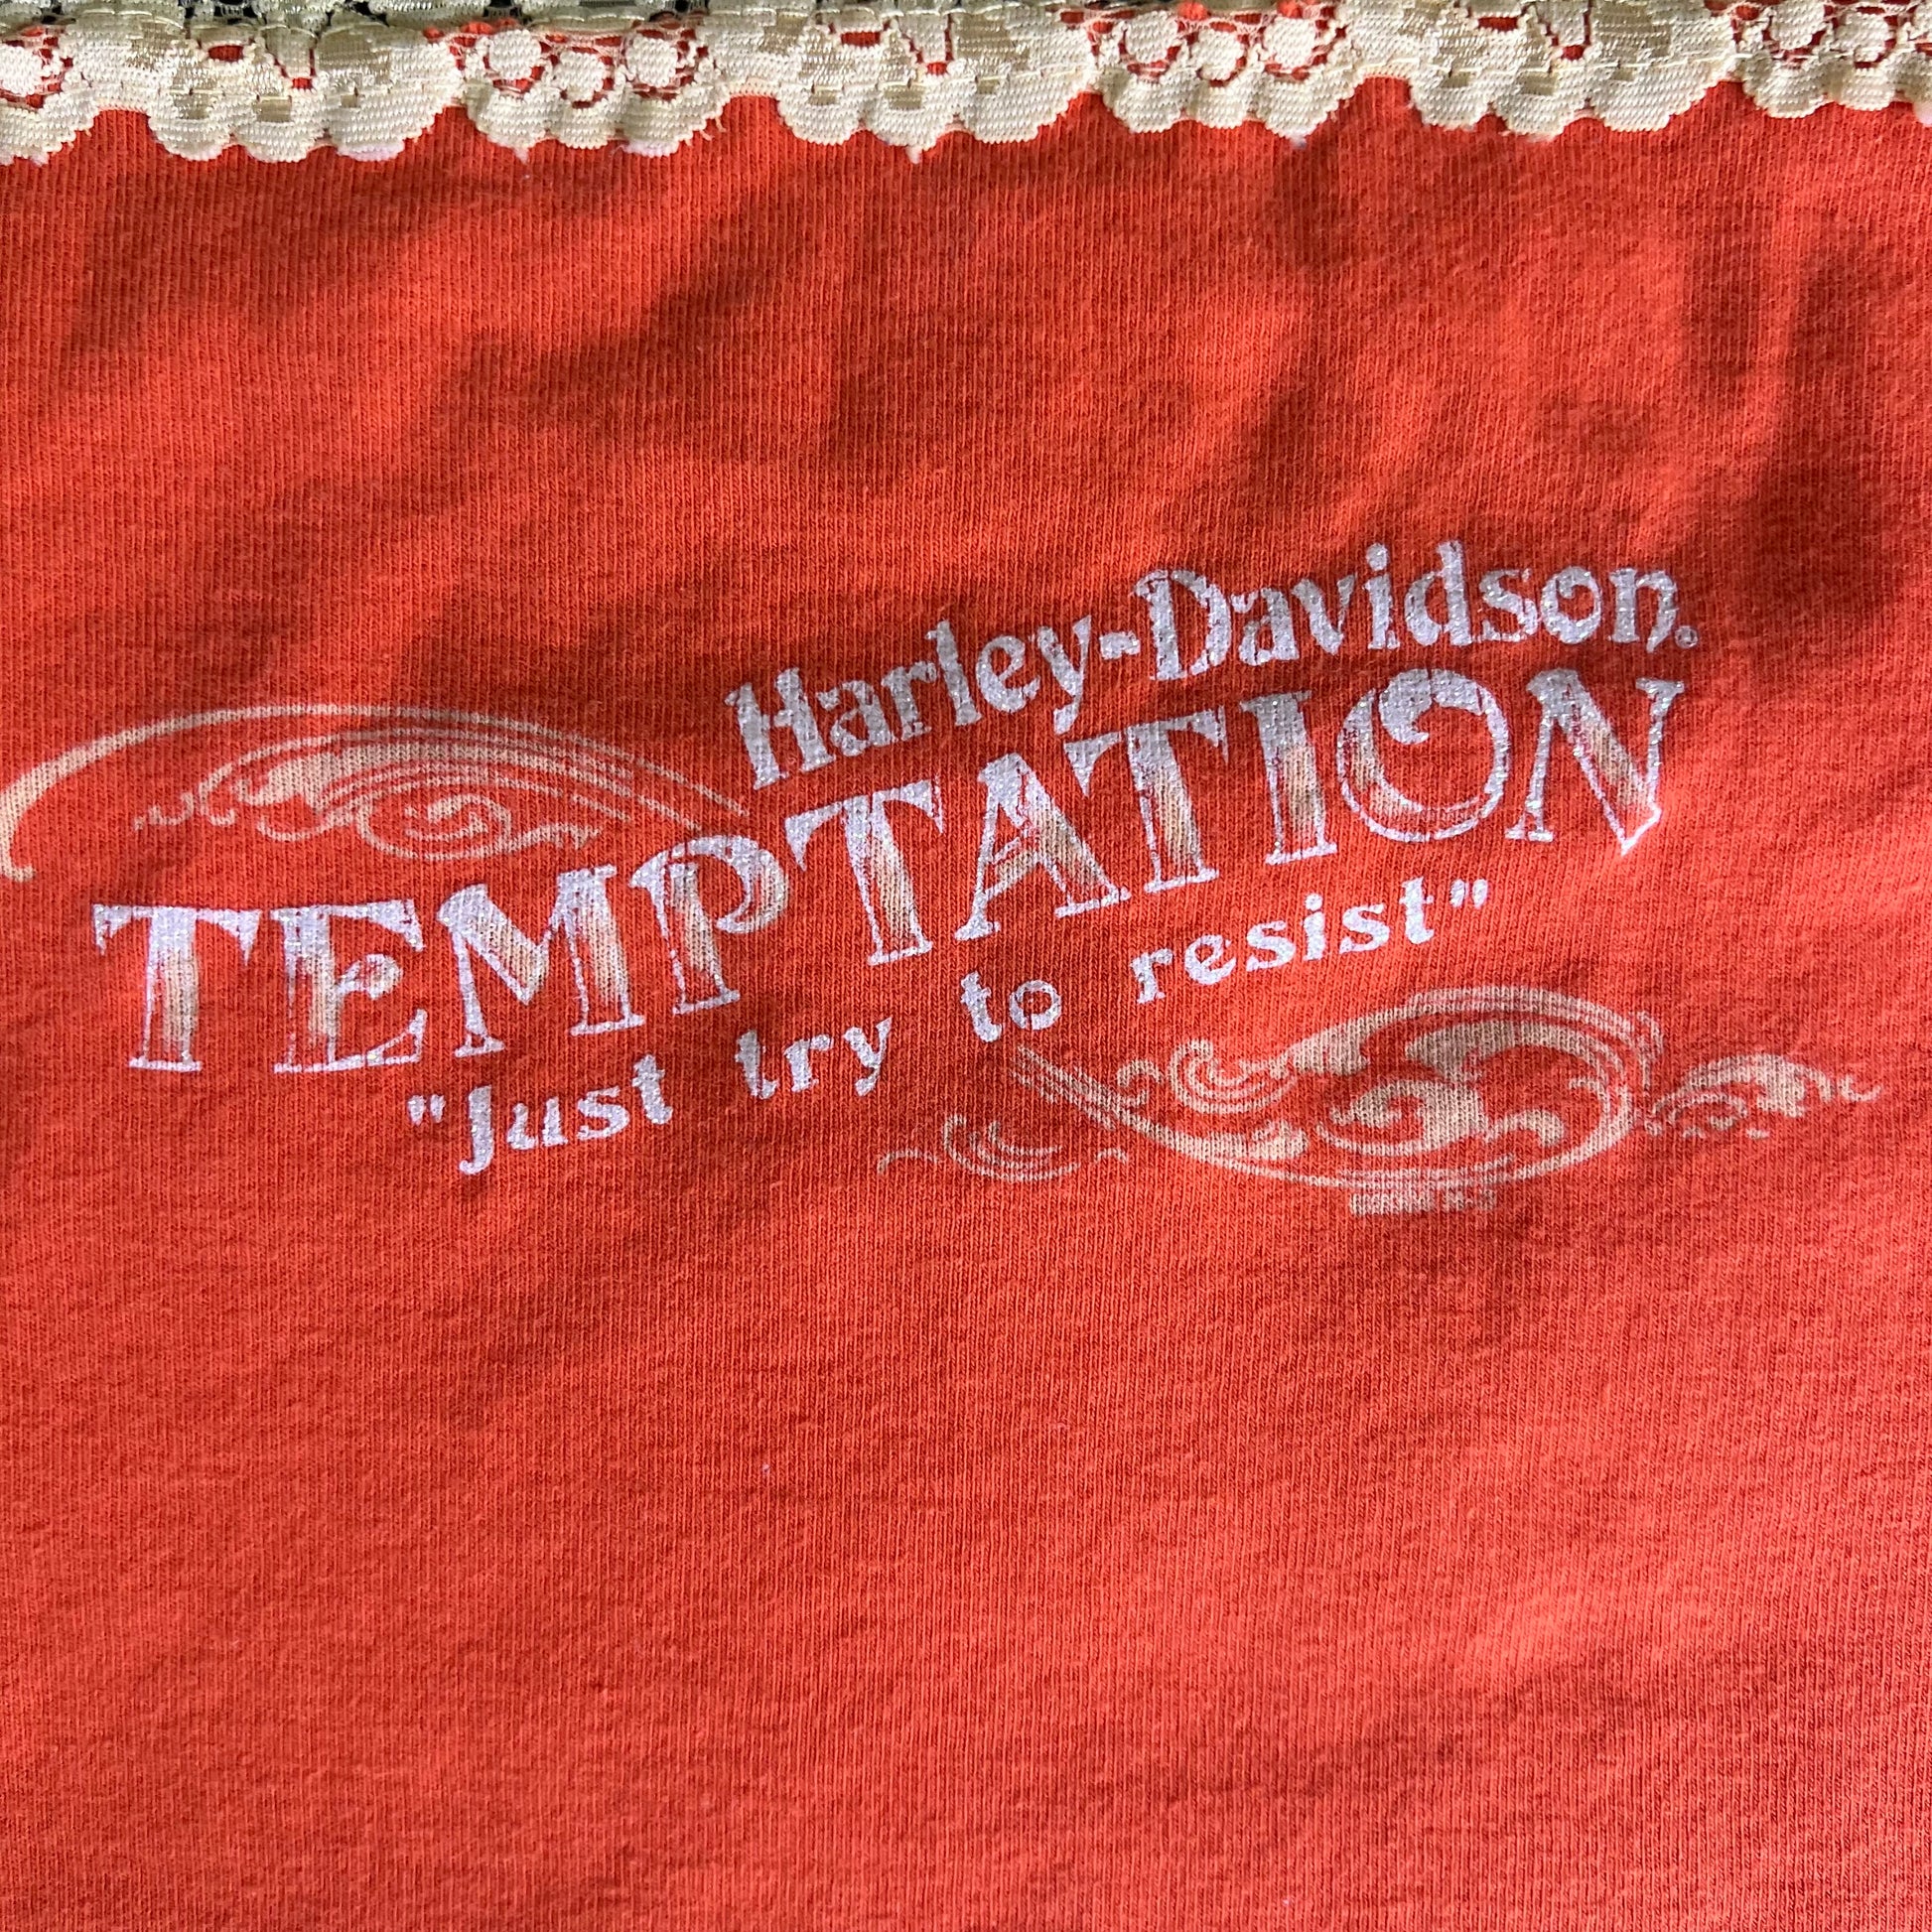 Harley-Davidson®
TEMPTATION
"Just try to resist"